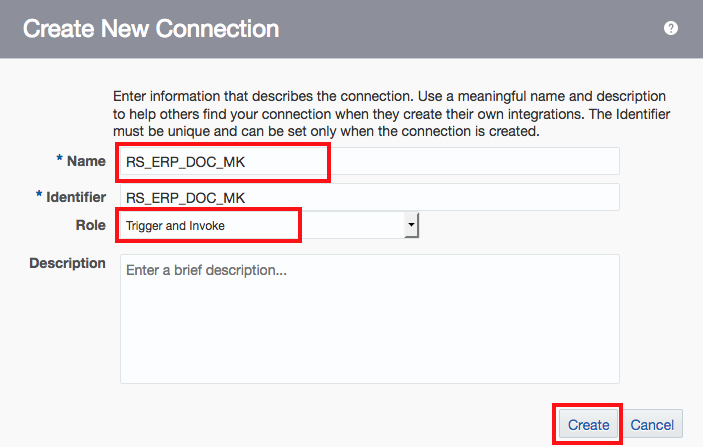 Create New Connection
?
Enter information that describes the connection. Use a meaningful name and description
to help others find your connection when they create their own integrations. The Identifier
must be unique and can be set only when the connection is created.
* Name RS_ERP_DOC_MK
* Identifier RS_ERP_DOC_MK
Role Trigger and Invoke
Description Enter a brief description...
Create Cancel